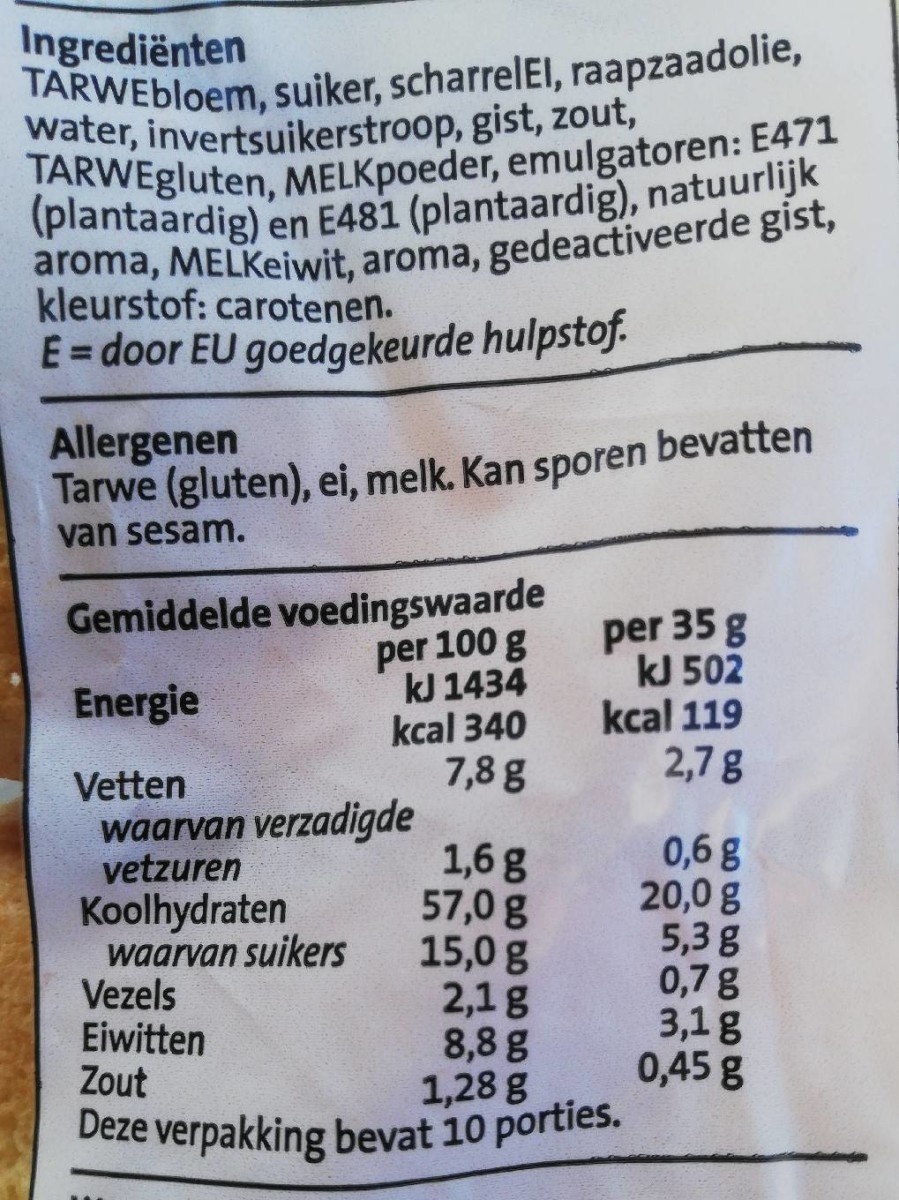 Ingrediënten
TARWEbloem, suiker, scharrelEI, raapzaadolie,
water, invertsuikerstroop, gist, zout,
TARWEgluten, MELKpoeder, emulgatoren: E471
(plantaardig) en E481 (plantaardig), natuurlijk
aroma, MELKeiwit, aroma, gedeactiveerde gist,
kleurstof: carotenen.
E = door EU goedgekeurde hulpstof.
Allergenen
Tarwe (gluten), ei, melk. Kan sporen bevatten
van sesam.
Gemiddelde voedingswaarde
per 100 g per 35 g
Energie kJ 1434 kJ 502
kcal 340 kcal 119
Vetten 7,8 g 2,7 g
waarvan verzadigde
vetzuren 1,6 g 0,6 g
Koolhydraten 57,0 g 20,0 g
waarvan suikers 15,0 g 5,3 g
Vezels 2,1 g 0,7 g
Eiwitten 8,8 g 3,1 g
Zout 1,28 g 0,45 g
Deze verpakking bevat 10 porties.